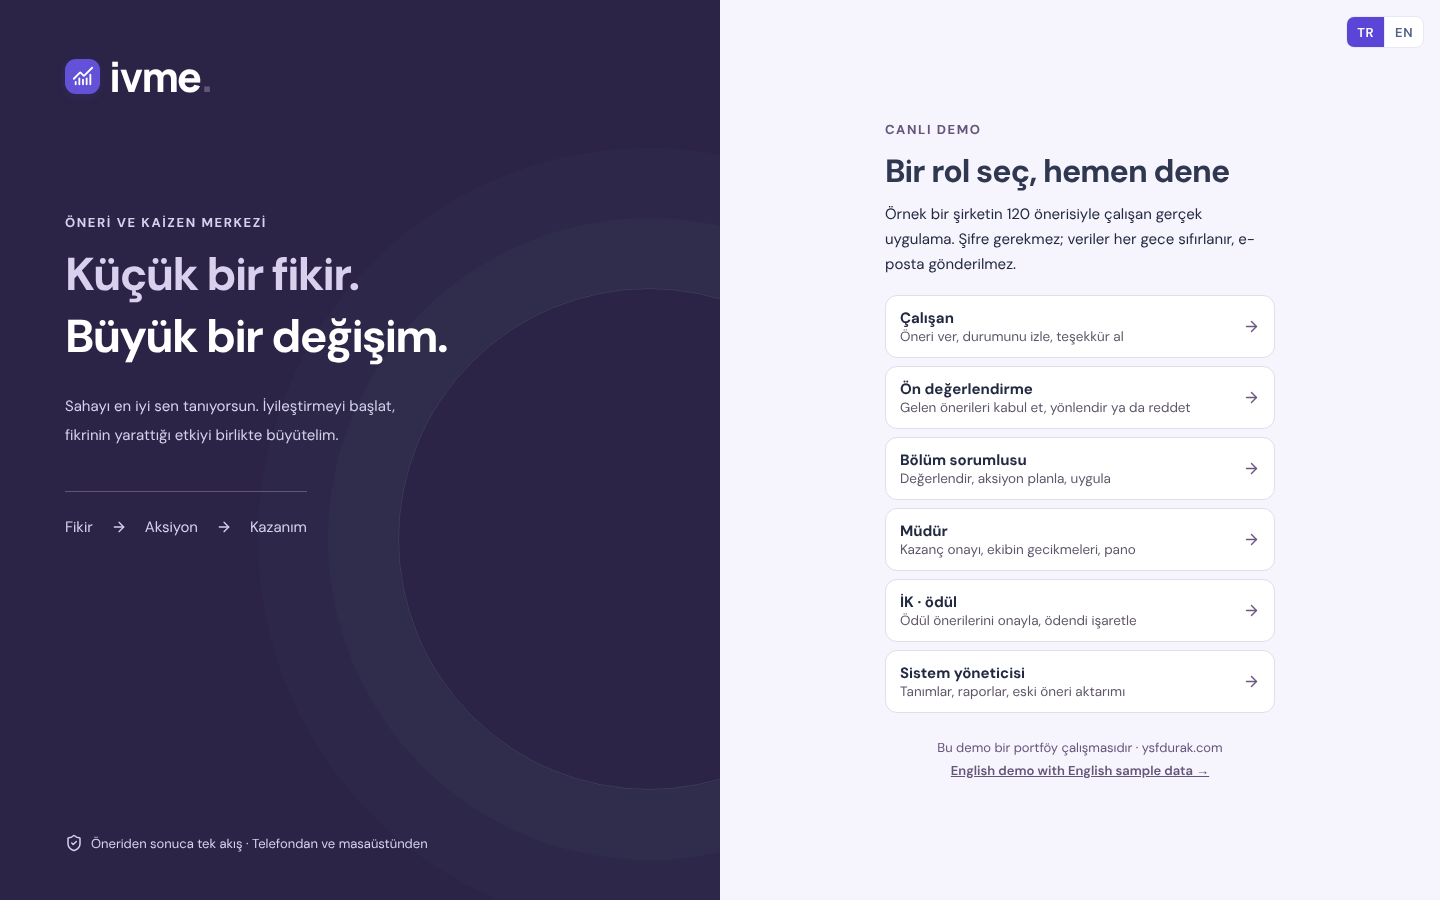 ivme.
ÖNERİ VE KAİZEN MERKEZİ
Küçük bir fikir.
Büyük bir değişim.
Sahayı en iyi sen tanıyorsun. İyileştirmeyi başlat,
fikrinin yarattığı etkiyi birlikte büyütelim.
Fikir → Aksiyon → Kazanım
Öneriden sonuca tek akış · Telefondan ve masaüstünden
TR EN
CANLI DEMO
Bir rol seç, hemen dene
Örnek bir şirketin 120 önerisiyle çalışan gerçek
uygulama. Şifre gerekmez; veriler her gece sıfırlanır, e-
posta gönderilmez.
Çalışan
Öneri ver, durumunu izle, teşekkür al
Ön değerlendirme
Gelen önerileri kabul et, yönlendir ya da reddet
Bölüm sorumlusu
Değerlendir, aksiyon planla, uygula
Müdür
Kazanç onayı, ekibin gecikmeleri, pano
İK · ödül
Ödül önerilerini onayla, ödendi işaretle
Sistem yöneticisi
Tanımlar, raporlar, eski öneri aktarımı
Bu demo bir portföy çalışmasıdır · ysfdurak.com
English demo with English sample data →